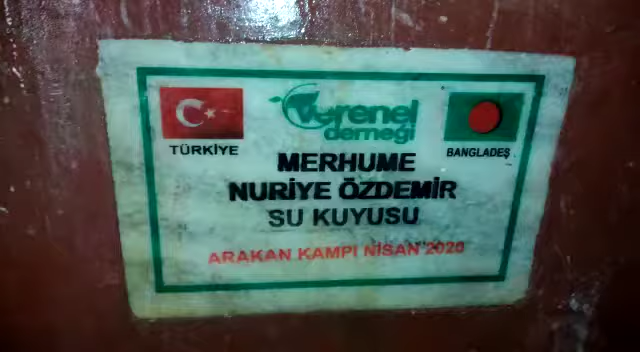 verenel
derneği
TÜRKİYE
BANGLADEŞ
MERHUME
NURİYE ÖZDEMİR
SU KUYUSU
ARAKAN KAMPI NİSAN 2020